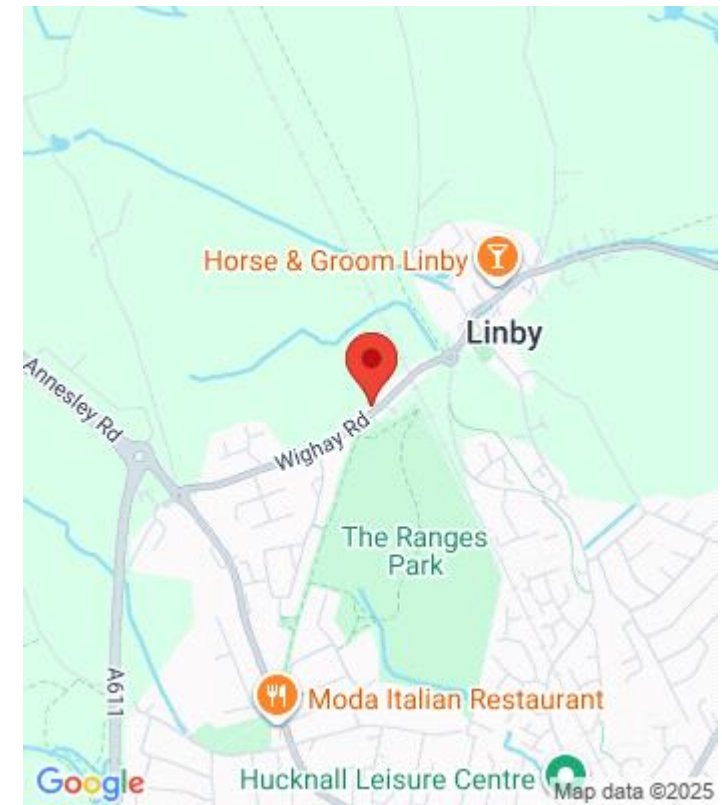 Horse & Groom Linby
Linby
Annesley Rd
Wighay Rd
The Ranges
Park
A611
Moda Italian Restaurant
Hucknall Leisure Centre
Google
Map data ©2025